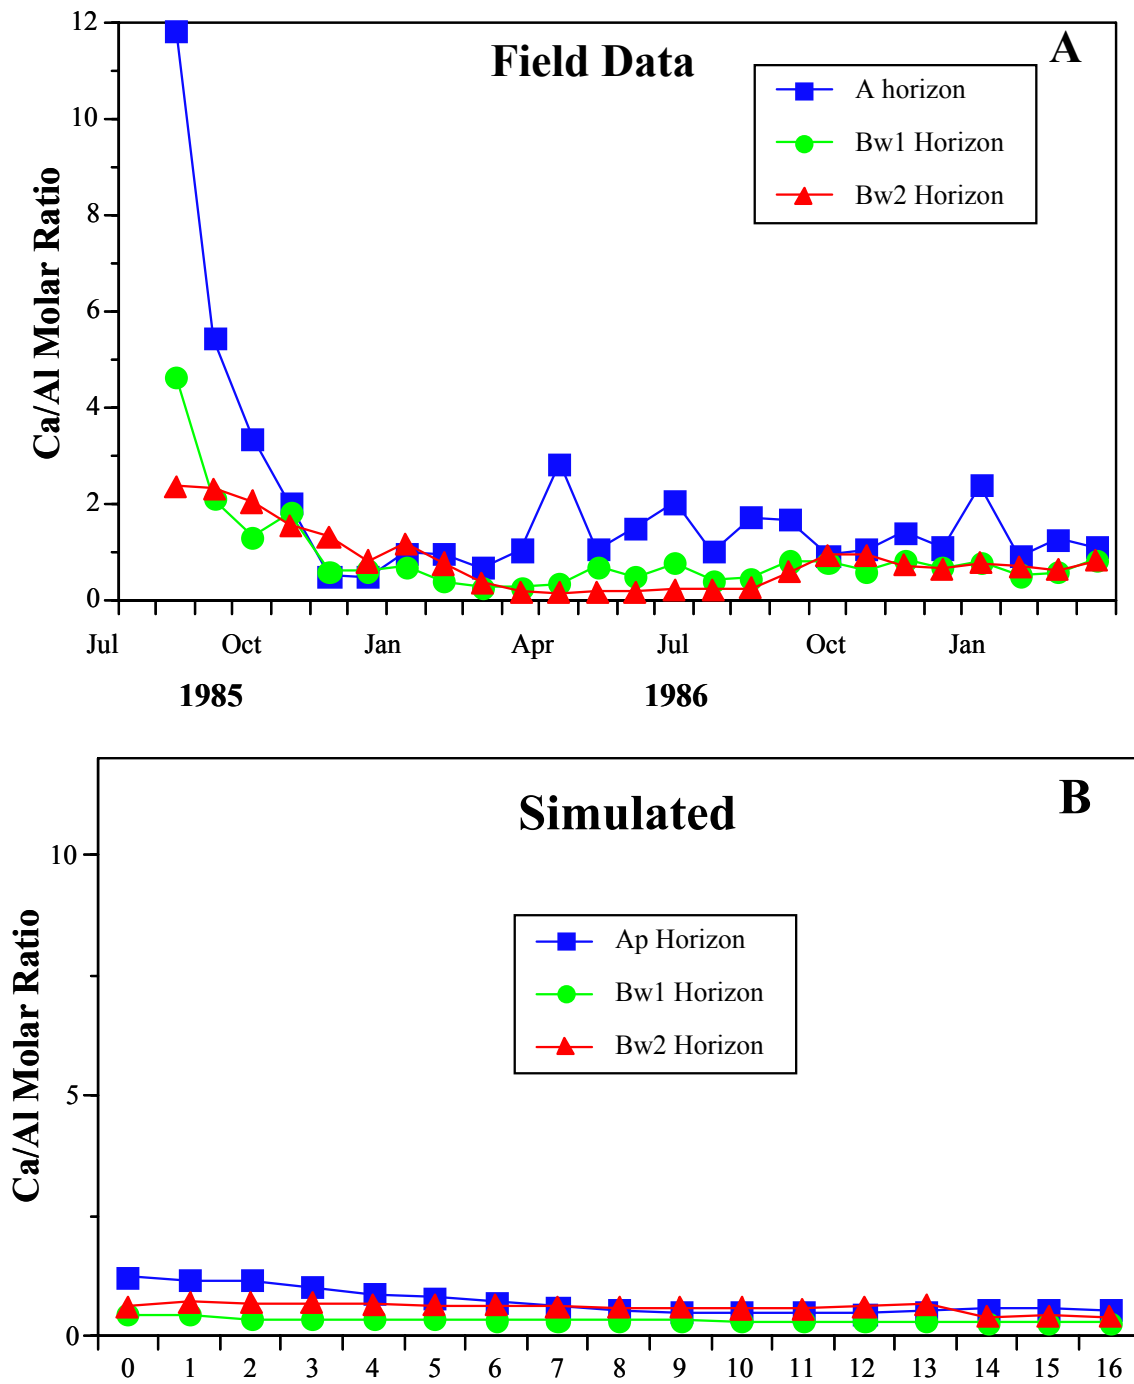 Field Data
A
A horizon
Bw1 Horizon
Bw2 Horizon
Ca/Al Molar Ratio
12
10
8
6
4
2
0
Jul Oct Jan Apr Jul Oct Jan
1985 1986
Simulated
B
Ap Horizon
Bw1 Horizon
Bw2 Horizon
Ca/Al Molar Ratio
10
5
0
0 1 2 3 4 5 6 7 8 9 10 11 12 13 14 15 16